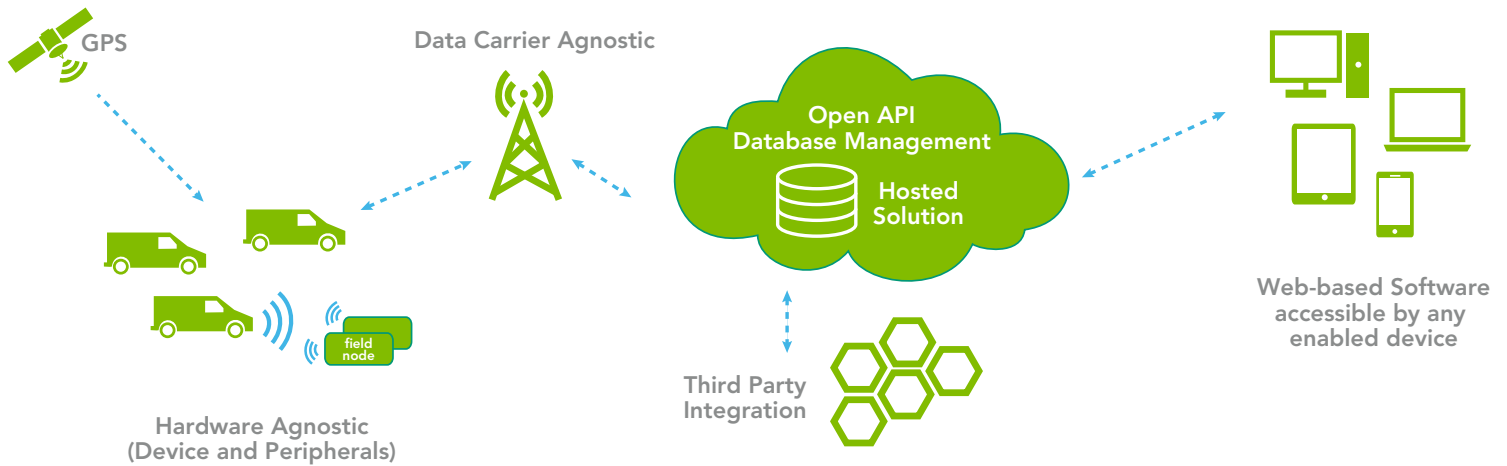 GPS
Data Carrier Agnostic
Open API
Database Management
Hosted
Solution
field
node
Hardware Agnostic
(Device and Peripherals)
Third Party
Integration
Web-based Software
accessible by any
enabled device